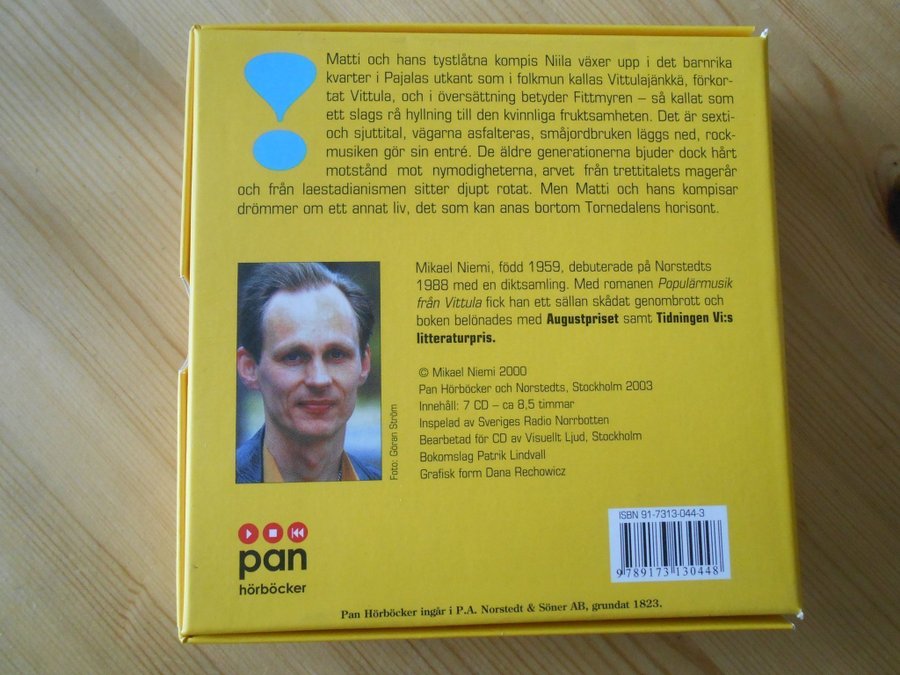 Matti och hans tystlåtna kompis Niila växer upp i det barnrika
kvarter i Pajalas utkant som i folkmun kallas Vittulajänkkä, förkor-
tat Vittula, och i översättning betyder Fittmyren – så kallat som
ett slags rå hyllning till den kvinnliga fruktsamheten. Det är sexti-
och sjuttital, vägarna asfalteras, småjordbruken läggs ned, rock-
musiken gör sin entré. De äldre generationerna bjuder dock hårt
motstånd mot nymodigheterna, arvet från trettitalets magerår
och från laestadianismen sitter djupt rotat. Men Matti och hans kompisar
drömmer om ett annat liv, det som kan anas bortom Tornedalens horisont.
Mikael Niemi, född 1959, debuterade på Norstedts
1988 med en diktsamling. Med romanen Populärmusik
från Vittula fick han ett sällan skådat genombrott och
boken belönades med Augustpriset samt Tidningen Vi:s
litteraturpris.
© Mikael Niemi 2000
Pan Hörböcker och Norstedts, Stockholm 2003
Innehåll: 7 CD – ca 8,5 timmar
Inspelad av Sveriges Radio Norrbotten
Bearbetad för CD av Visuellt Ljud, Stockholm
Bokomslag Patrik Lindvall
Grafisk form Dana Rechowicz
Foto: Göran Ström
ISBN 91-7313-044-3
9789173130448
pan
hörböcker
Pan Hörböcker ingår i P.A. Norstedt & Söner AB, grundat 1823.